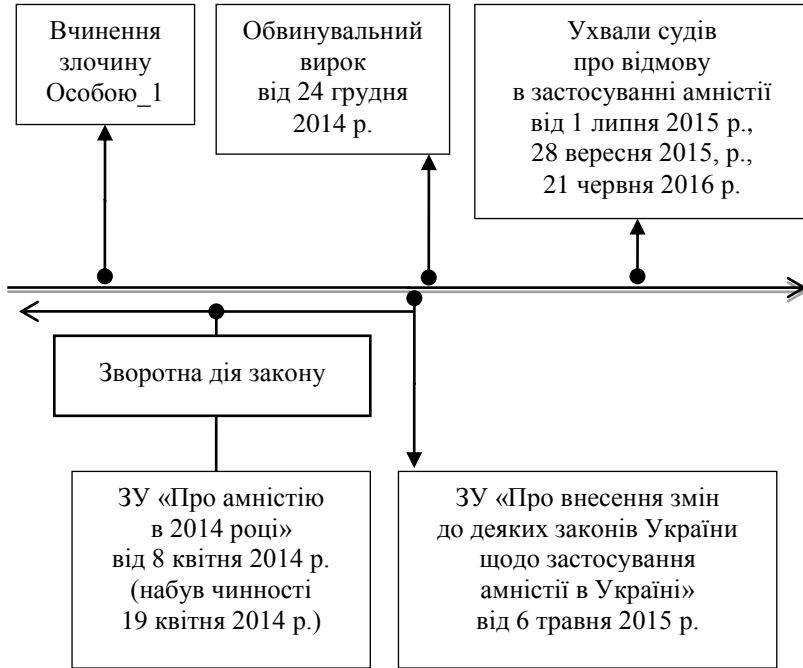 Вчинення
злочину
Особою_1
Обвинувальний
вирок
від 24 грудня
2014 р.
Ухвали судів
про відмову
в застосуванні амністії
від 1 липня 2015 р.,
28 вересня 2015, р.,
21 червня 2016 р.
Зворотна дія закону
ЗУ «Про амністію
в 2014 році»
від 8 квітня 2014 р.
(набув чинності
19 квітня 2014 р.)
ЗУ «Про внесення змін
до деяких законів України
щодо застосування
амністії в Україні»
від 6 травня 2015 р.